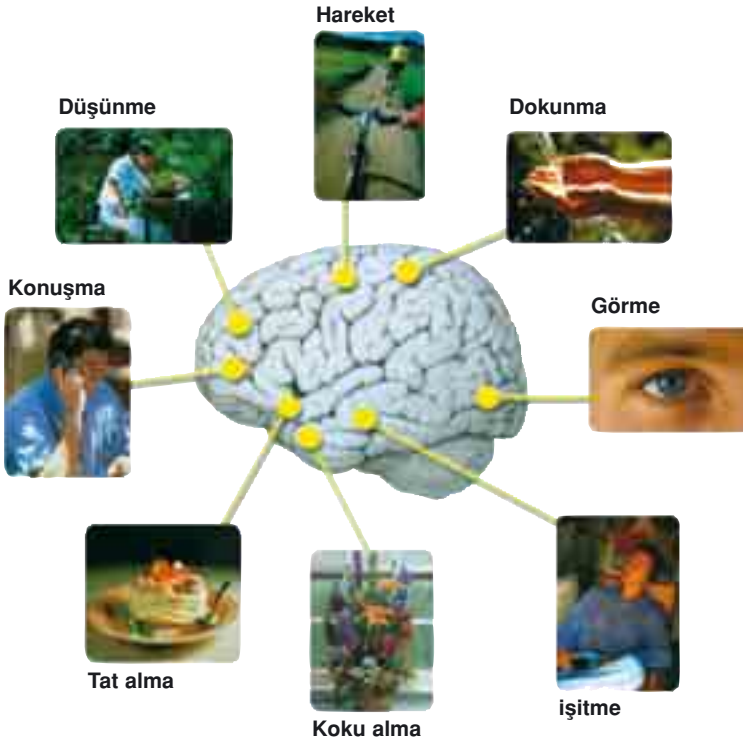 Hareket
Düşünme
Dokunma
Konuşma
Görme
Tat alma
Koku alma
işitme